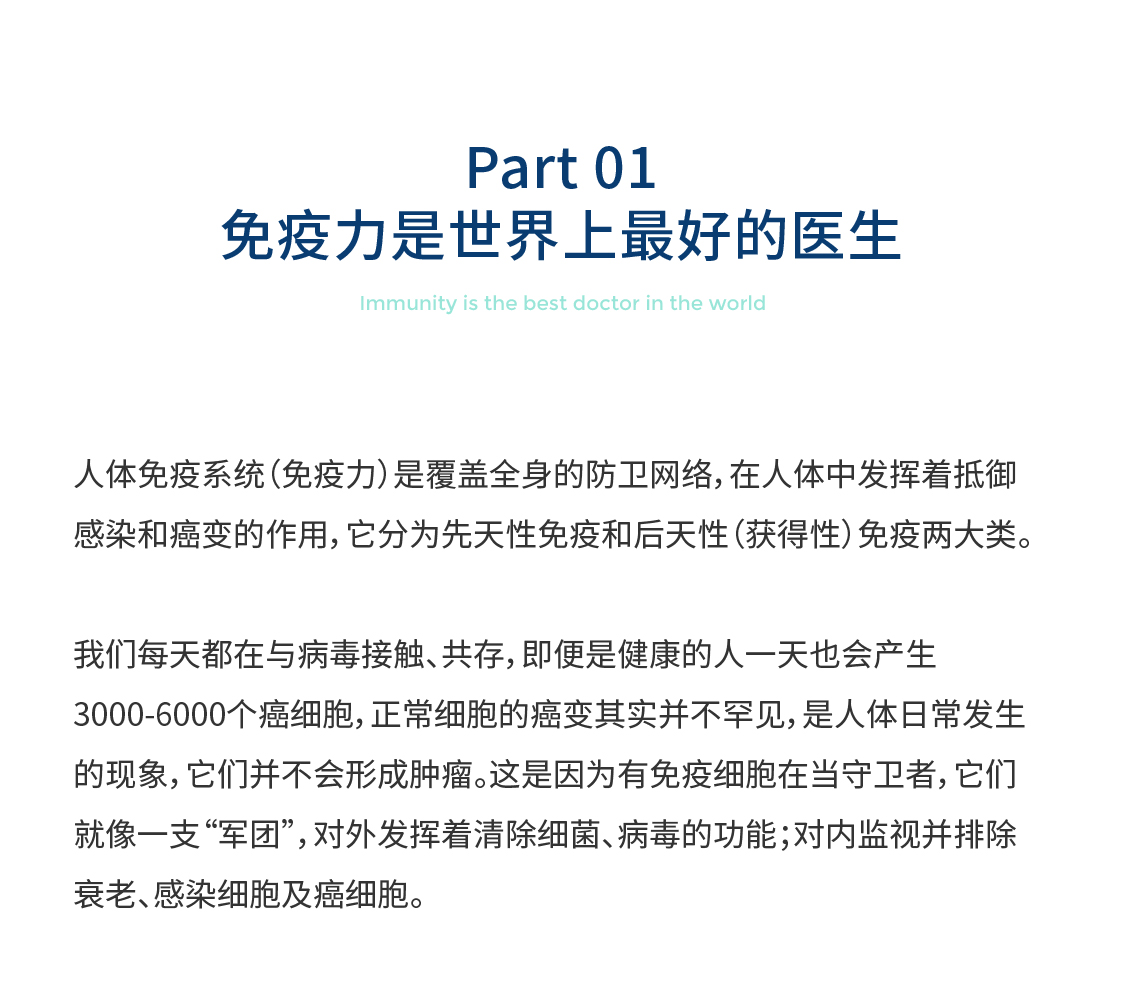 Part 01
免疫力是世界上最好的医生
Immunity is the best doctor in the world
人体免疫系统（免疫力）是覆盖全身的防卫网络，在人体中发挥着抵御
感染和癌变的作用，它分为先天性免疫和后天性（获得性）免疫两大类。
我们每天都在与病毒接触、共存，即便是健康的人一天也会产生
3000-6000个癌细胞，正常细胞的癌变其实并不罕见，是人体日常发生
的现象，它们并不会形成肿瘤。这是因为有免疫细胞在当守卫者，它们
就像一支“军团”，对外发挥着清除细菌、病毒的功能；对内监视并排除
衰老、感染细胞及癌细胞。